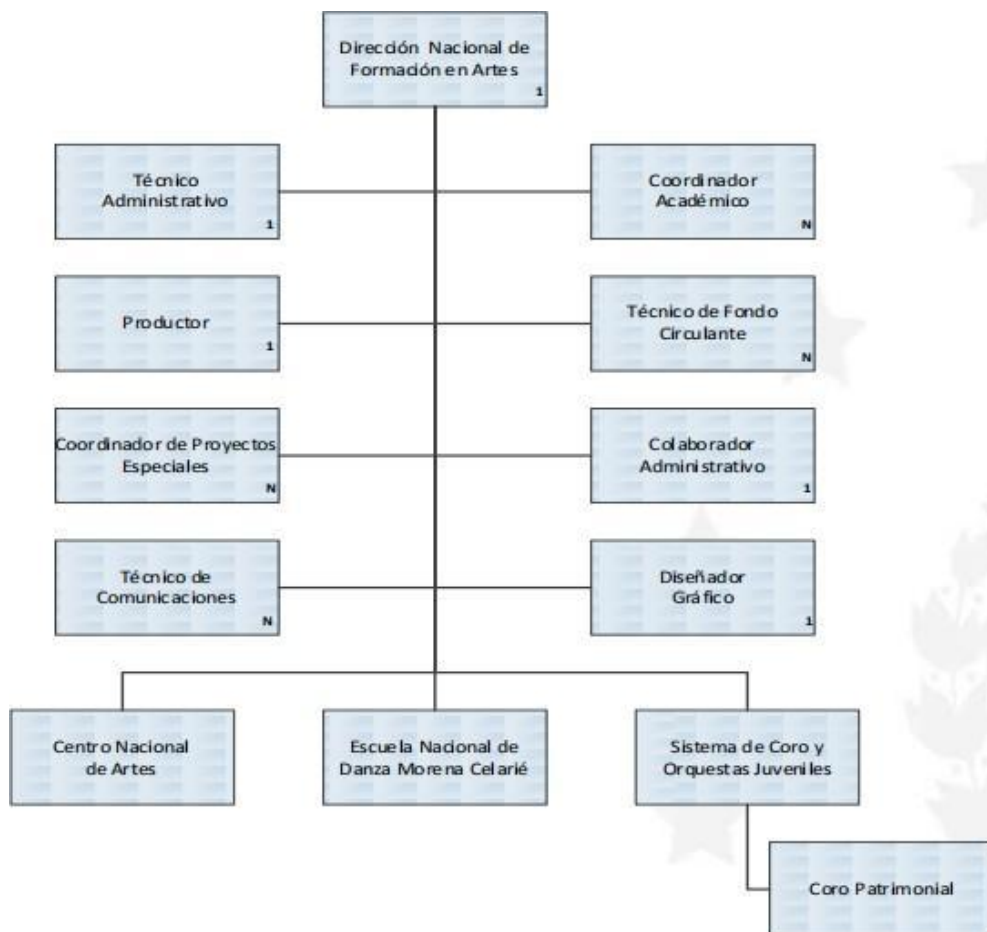 Dirección Nacional de
Formación en Artes
1
Técnico
Administrativo
1
Coordinador
Académico
N
Productor
1
Técnico de Fondo
Circulante
N
Coordinador de Proyectos
Especiales
N
Colaborador
Administrativo
1
Técnico de
Comunicaciones
N
Diseñador
Gráfico
1
Centro Nacional
de Artes
Escuela Nacional de
Danza Morena Celarié
Sistema de Coro y
Orquestas Juveniles
Coro Patrimonial